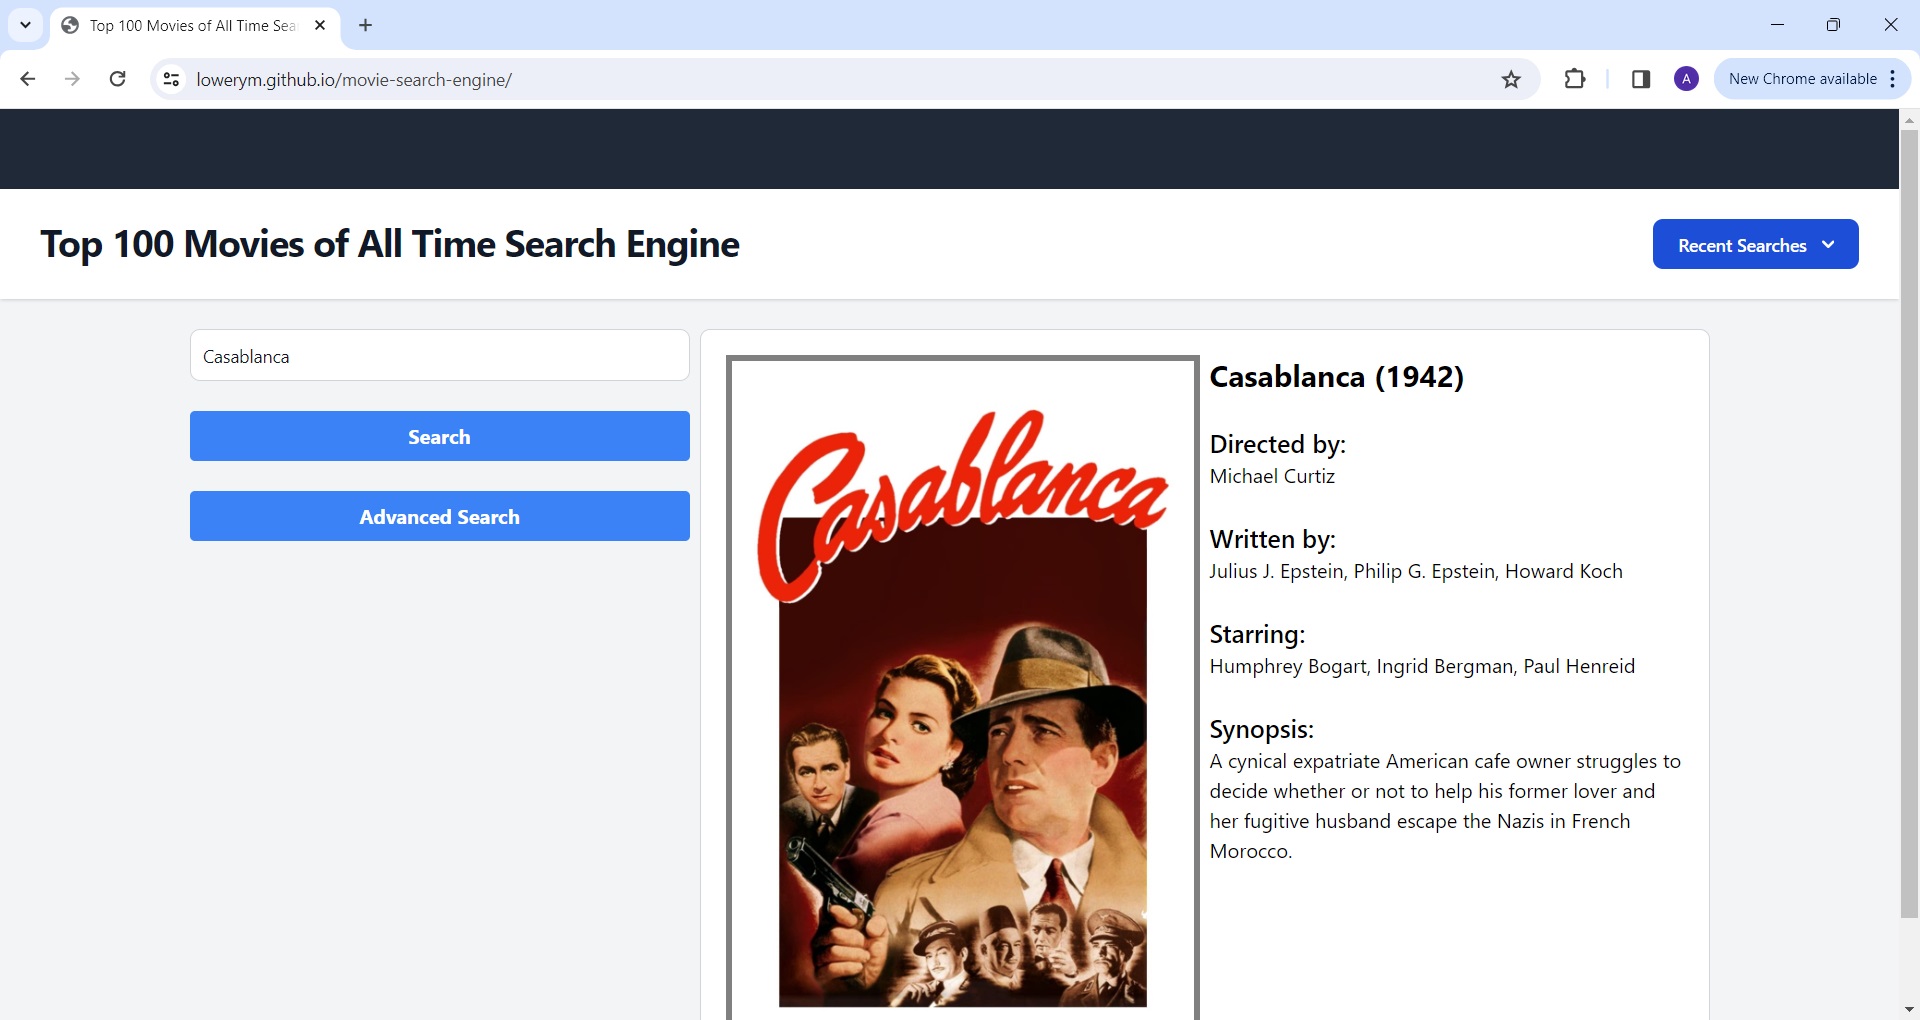 Top 100 Movies of All Time Sea
lowerym.github.io/movie-search-engine/
A
New Chrome available
Top 100 Movies of All Time Search Engine
Recent Searches
Casablanca
Search
Advanced Search
Casablanca
Casablanca (1942)
Directed by:
Michael Curtiz
Written by:
Julius J. Epstein, Philip G. Epstein, Howard Koch
Starring:
Humphrey Bogart, Ingrid Bergman, Paul Henreid
Synopsis:
A cynical expatriate American cafe owner struggles to
decide whether or not to help his former lover and
her fugitive husband escape the Nazis in French
Morocco.